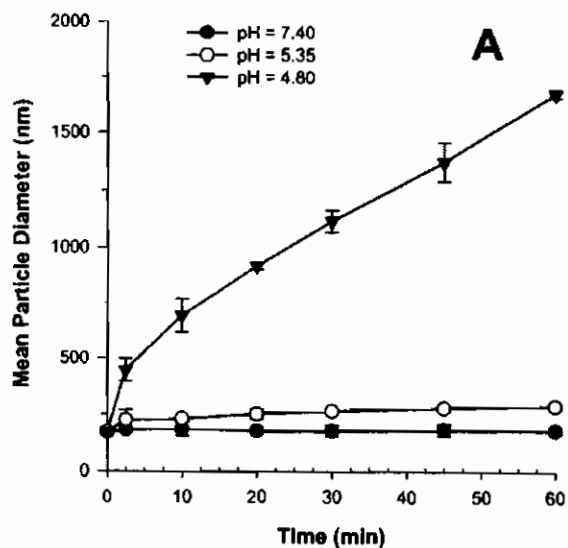 2000
1500
1000
500
0
Mean Particle Diameter (nm)
pH = 7.40
pH = 5.35
pH = 4.80
A
0 10 20 30 40 50 60
Time (min)